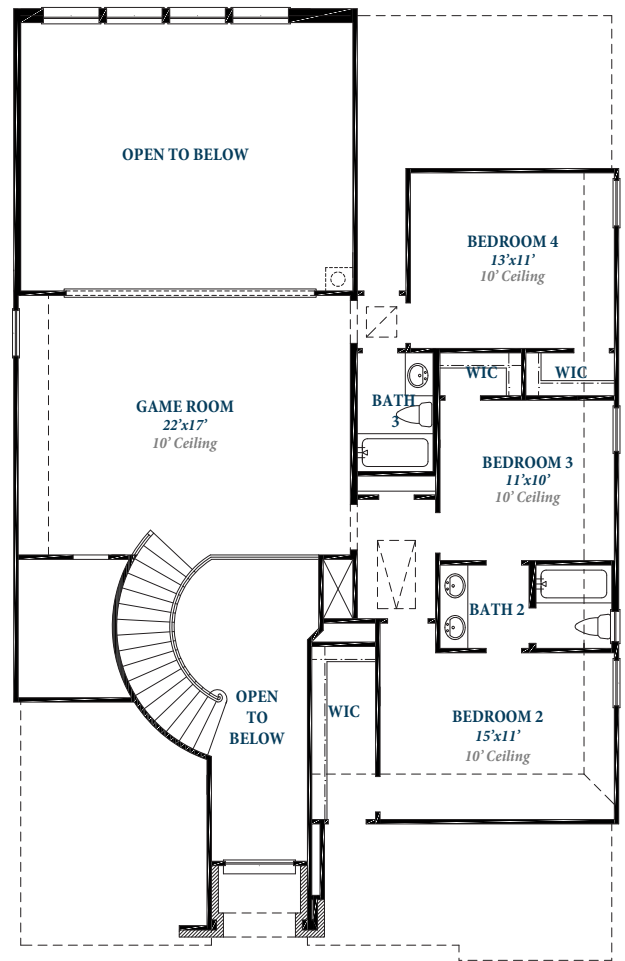 OPEN TO BELOW
BEDROOM 4
13’x11’
10’ Ceiling
WIC
WIC
BATH
3
GAME ROOM
22’x17’
10’ Ceiling
BEDROOM 3
11’x10’
10’ Ceiling
BATH 2
OPEN
TO
BELOW
WIC
BEDROOM 2
15’x11’
10’ Ceiling